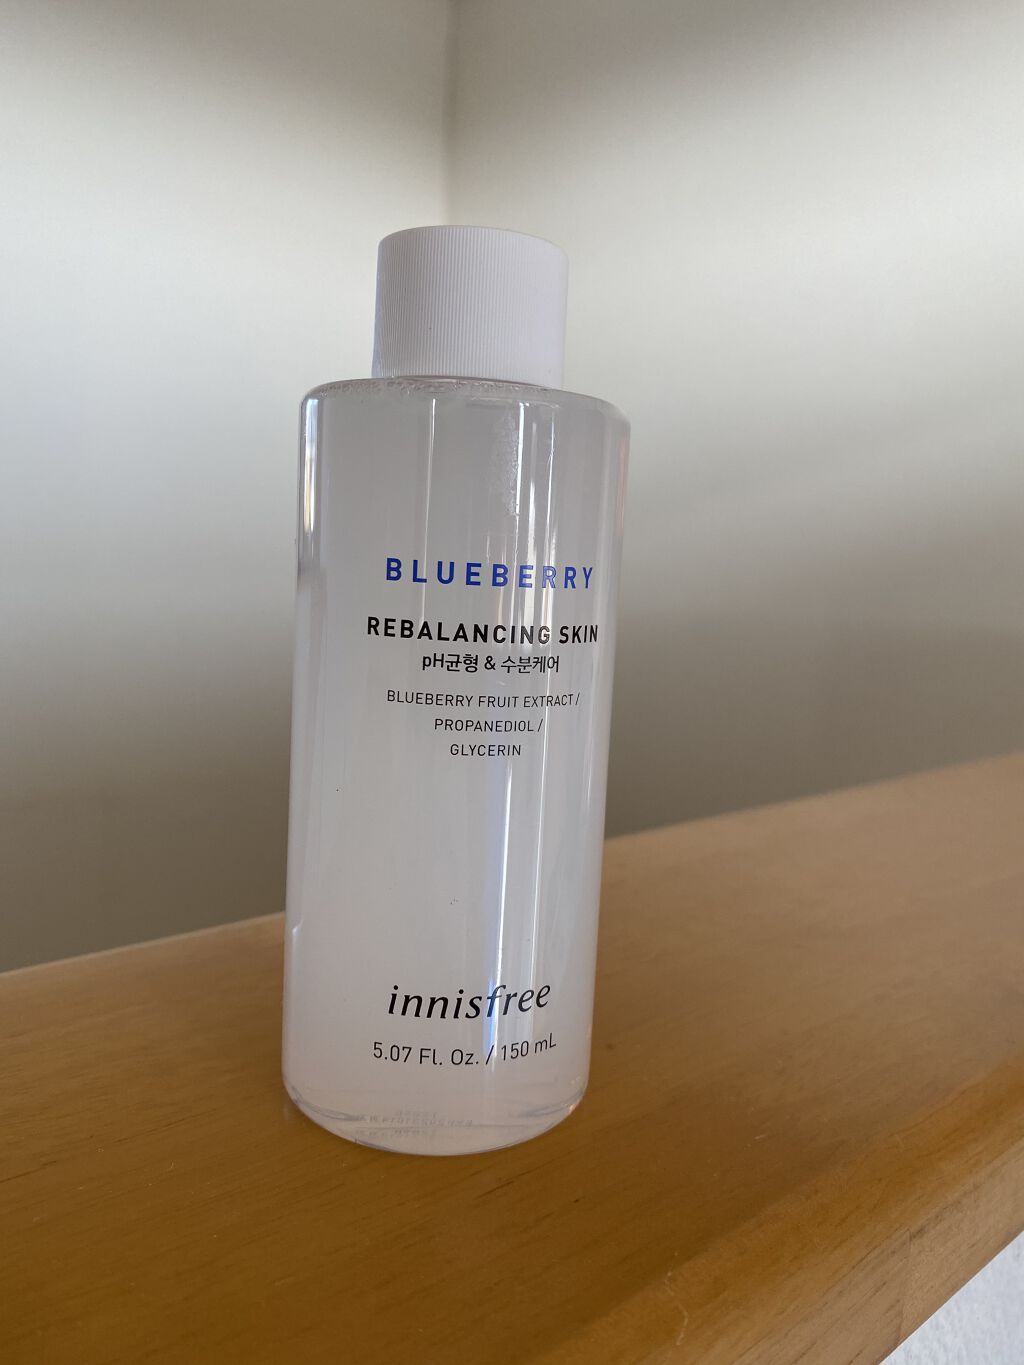 BLUEBERRY
REBALANCING SKIN
pH균형 & 수분케어
BLUEBERRY FRUIT EXTRACT /
PROPANEDIOL /
GLYCERIN
innisfree
5.07 Fl. Oz. / 150 mL